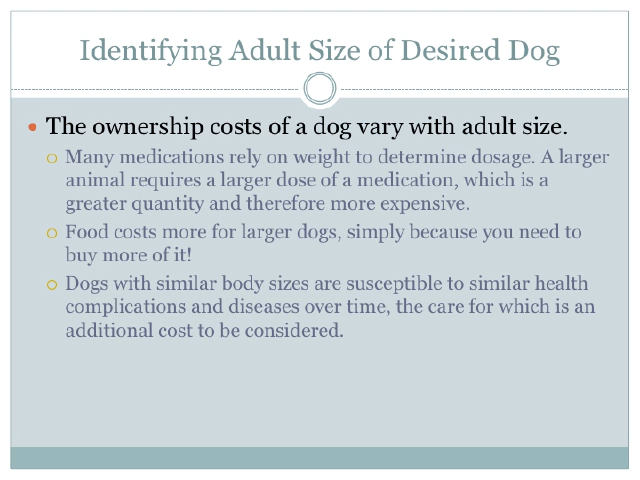 Identifying Adult Size of Desired Dog
The ownership costs of a dog vary with adult size.
Many medications rely on weight to determine dosage. A larger
animal requires a larger dose of a medication, which is a
greater quantity and therefore more expensive.
Food costs more for larger dogs, simply because you need to
buy more of it!
Dogs with similar body sizes are susceptible to similar health
complications and diseases over time, the care for which is an
additional cost to be considered.